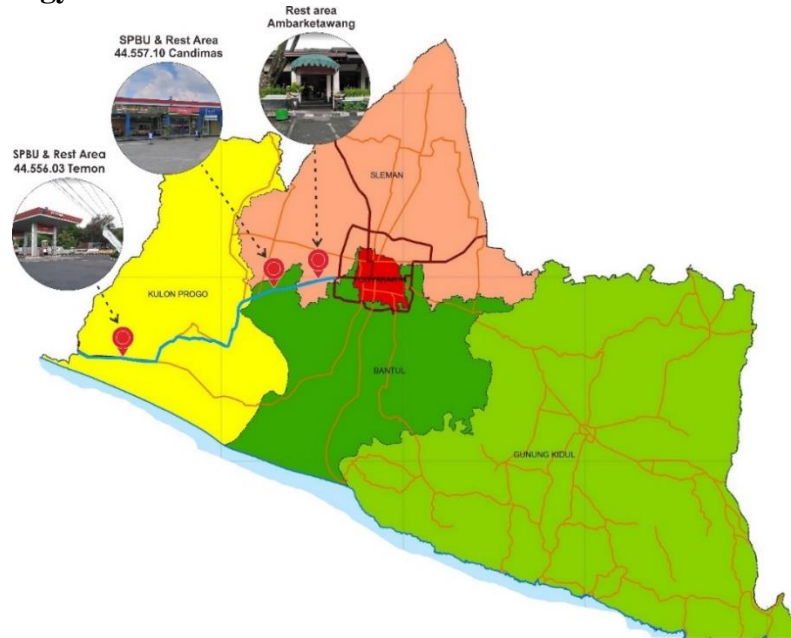 gy
Rest area
Ambarketawang
SPBU & Rest Area
44.557.10 Candimas
SPBU & Rest Area
44.556.03 Temon
SLEMAN
KULON PROGO
BANTUL
GUNUNG KIDUL